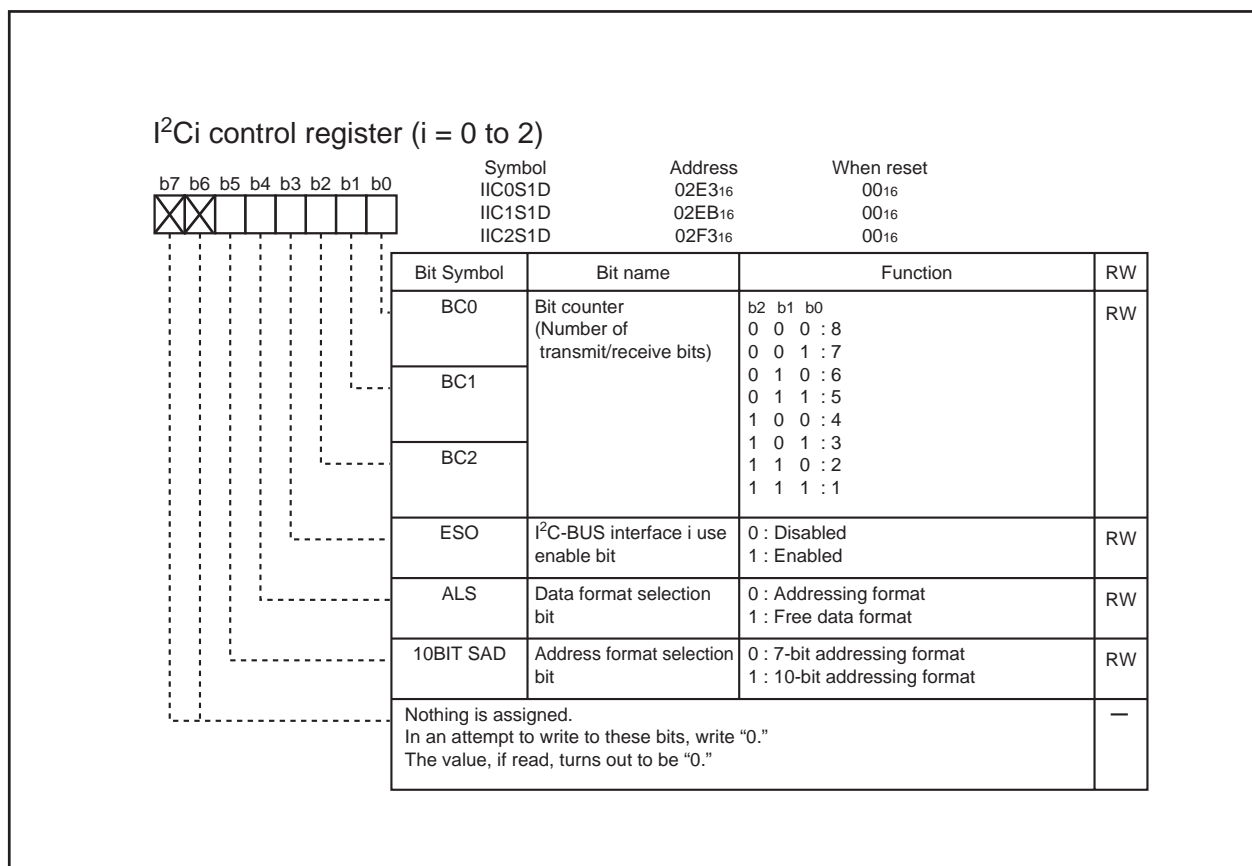 I²Ci control register (i = 0 to 2)
Symbol Address When reset
IIC0S1D 02E3₁₆ 00₁₆
IIC1S1D 02EB₁₆ 00₁₆
IIC2S1D 02F3₁₆ 00₁₆
b7 b6 b5 b4 b3 b2 b1 b0
Bit Symbol Bit name Function RW
BC0 Bit counter b2 b1 b0 RW
(Number of 0 0 0 : 8
transmit/receive bits) 0 0 1 : 7
BC1 0 1 0 : 6
0 1 1 : 5
1 0 0 : 4
1 0 1 : 3
BC2 1 1 0 : 2
1 1 1 : 1
ESO I²C-BUS interface i use 0 : Disabled RW
enable bit 1 : Enabled
ALS Data format selection 0 : Addressing format RW
bit 1 : Free data format
10BIT SAD Address format selection 0 : 7-bit addressing format RW
bit 1 : 10-bit addressing format
Nothing is assigned. —
In an attempt to write to these bits, write “0.”
The value, if read, turns out to be “0.”